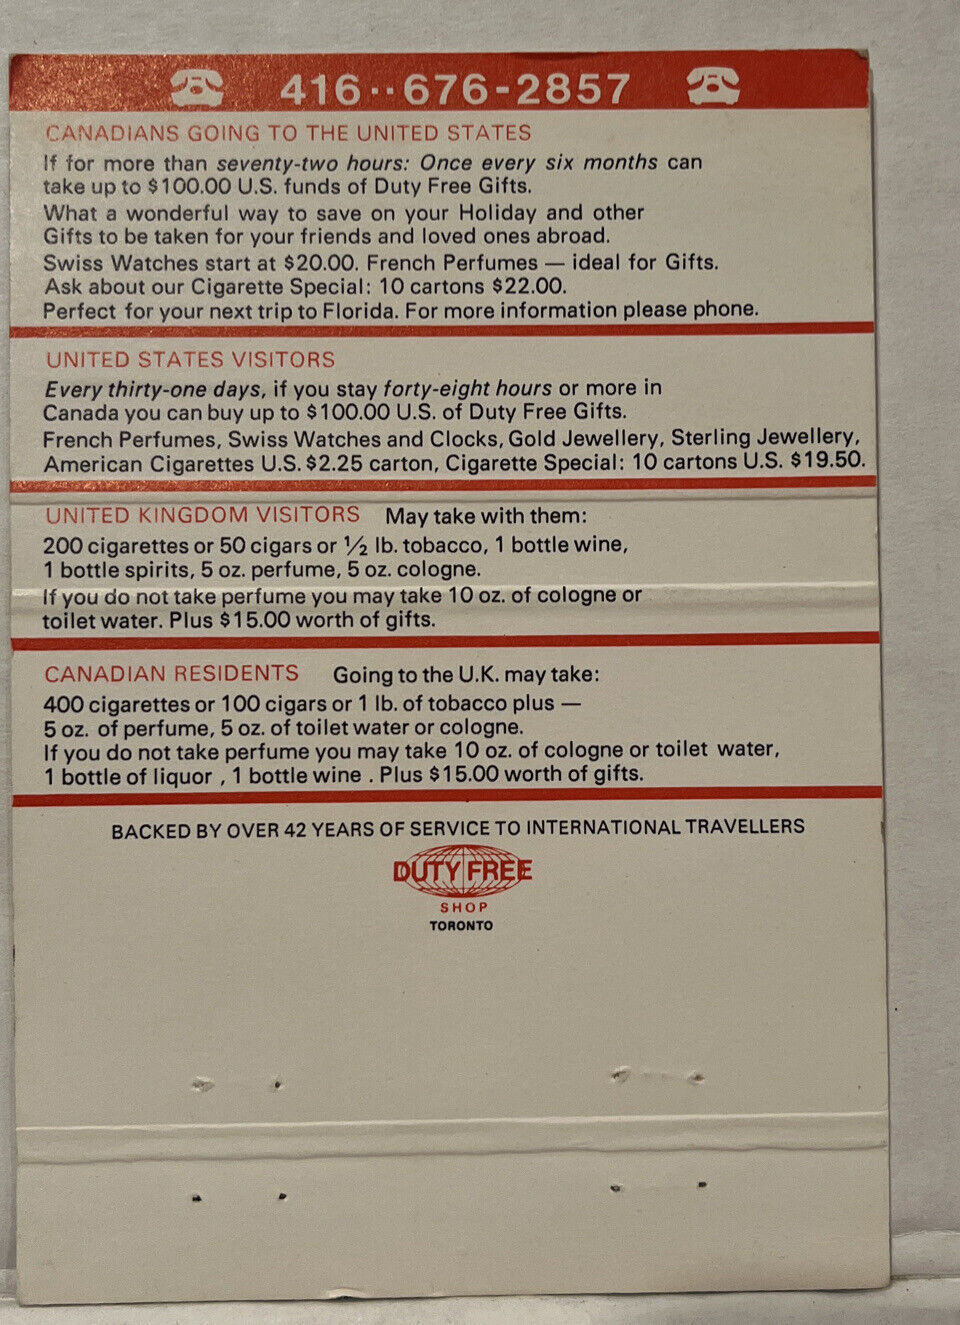 416--676-2857
CANADIANS GOING TO THE UNITED STATES
If for more than seventy-two hours: Once every six months can
take up to $100.00 U.S. funds of Duty Free Gifts.
What a wonderful way to save on your Holiday and other
Gifts to be taken for your friends and loved ones abroad.
Swiss Watches start at $20.00. French Perfumes — ideal for Gifts.
Ask about our Cigarette Special: 10 cartons $22.00.
Perfect for your next trip to Florida. For more information please phone.
UNITED STATES VISITORS
Every thirty-one days, if you stay forty-eight hours or more in
Canada you can buy up to $100.00 U.S. of Duty Free Gifts.
French Perfumes, Swiss Watches and Clocks, Gold Jewellery, Sterling Jewellery,
American Cigarettes U.S. $2.25 carton, Cigarette Special: 10 cartons U.S. $19.50.
UNITED KINGDOM VISITORS May take with them:
200 cigarettes or 50 cigars or ½ lb. tobacco, 1 bottle wine,
1 bottle spirits, 5 oz. perfume, 5 oz. cologne.
If you do not take perfume you may take 10 oz. of cologne or
toilet water. Plus $15.00 worth of gifts.
CANADIAN RESIDENTS Going to the U.K. may take:
400 cigarettes or 100 cigars or 1 lb. of tobacco plus —
5 oz. of perfume, 5 oz. of toilet water or cologne.
If you do not take perfume you may take 10 oz. of cologne or toilet water,
1 bottle of liquor , 1 bottle wine . Plus $15.00 worth of gifts.
BACKED BY OVER 42 YEARS OF SERVICE TO INTERNATIONAL TRAVELLERS
DUTY FREE
SHOP
TORONTO